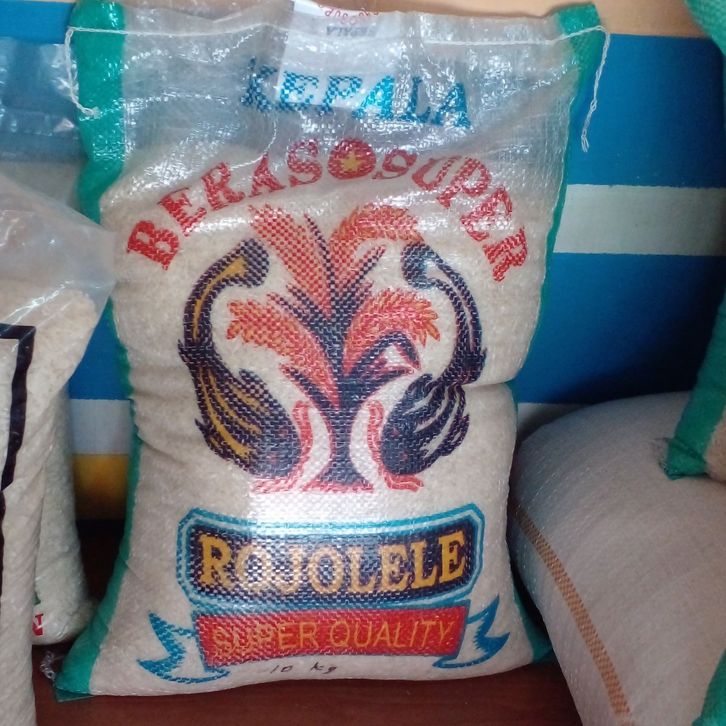 KEPALA
BERAS SUPER
ROJOLELE
SUPER QUALITY
10 kg